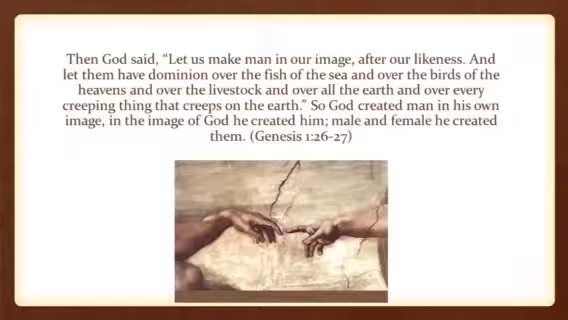 Then God said, “Let us make man in our image, after our likeness. And
let them have dominion over the fish of the sea and over the birds of the
heavens and over the livestock and over all the earth and over every
creeping thing that creeps on the earth.” So God created man in his own
image, in the image of God he created him; male and female he created
them. (Genesis 1:26-27)